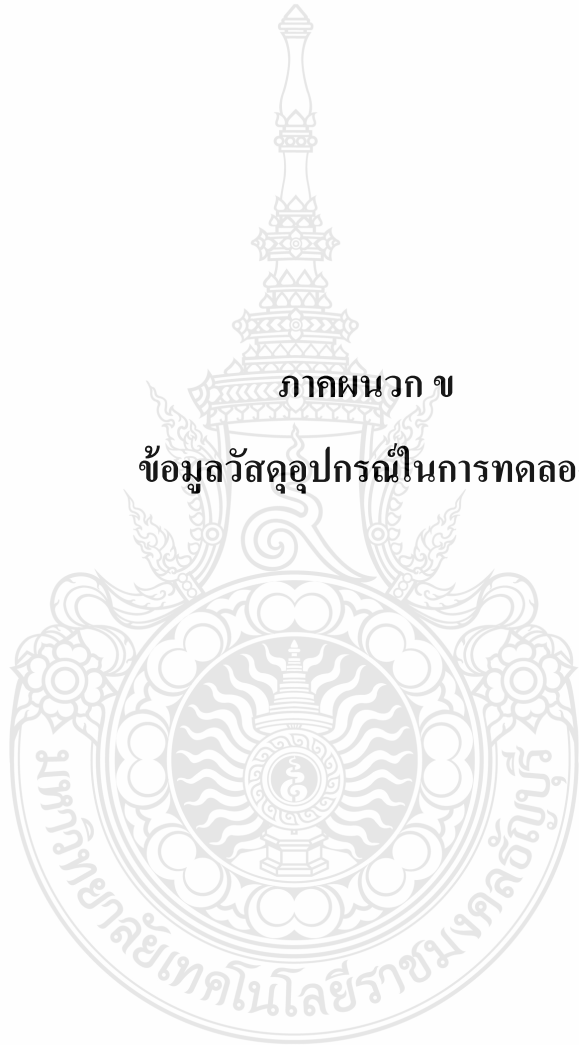 ภาคผนวก ข
ข้อมูลวัสดุอุปกรณ์ในการทดลอ
มหาวิทยาลัยเทคโนโลยีราชมงคลธัญบุรี